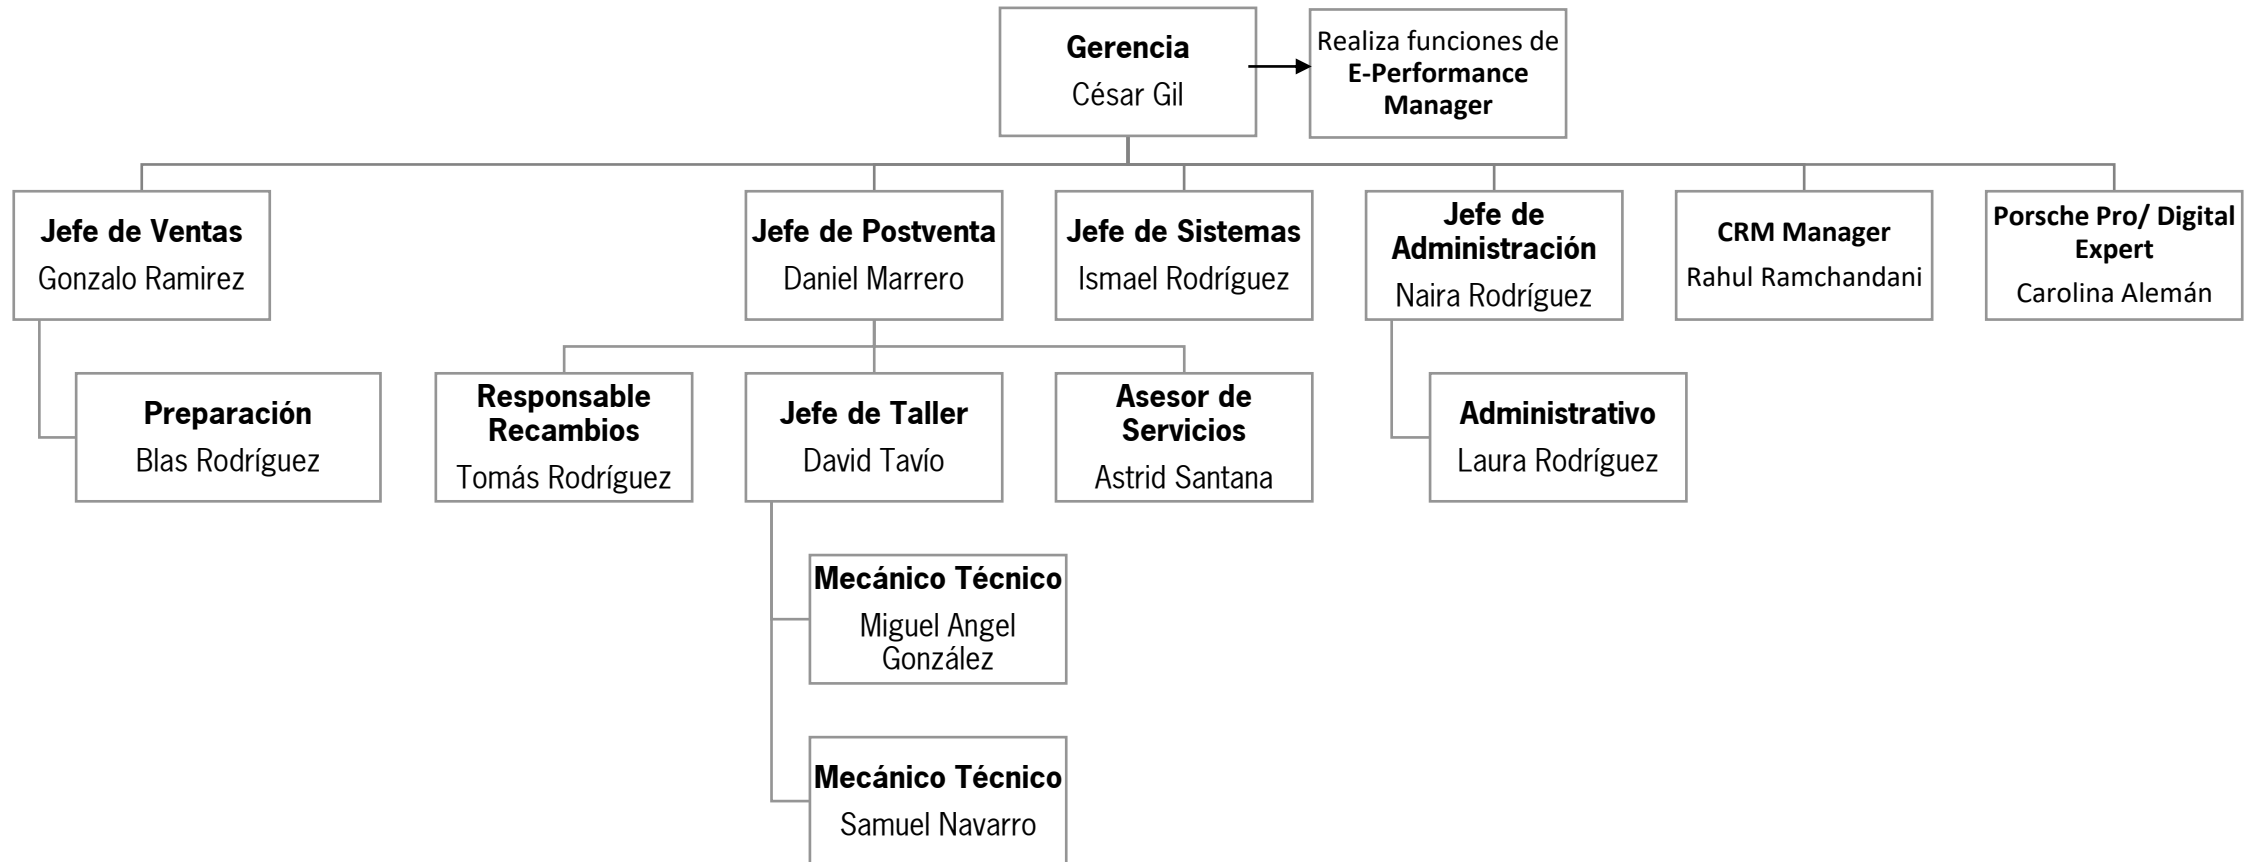 Gerencia
César Gil
Realiza funciones de
E-Performance
Manager
Jefe de Ventas
Gonzalo Ramirez
Jefe de Postventa
Daniel Marrero
Jefe de Sistemas
Ismael Rodríguez
Jefe de
Administración
Naira Rodríguez
CRM Manager
Rahul Ramchandani
Porsche Pro/ Digital
Expert
Carolina Alemán
Preparación
Blas Rodríguez
Responsable
Recambios
Tomás Rodríguez
Jefe de Taller
David Tavío
Asesor de
Servicios
Astrid Santana
Administrativo
Laura Rodríguez
Mecánico Técnico
Miguel Angel
González
Mecánico Técnico
Samuel Navarro